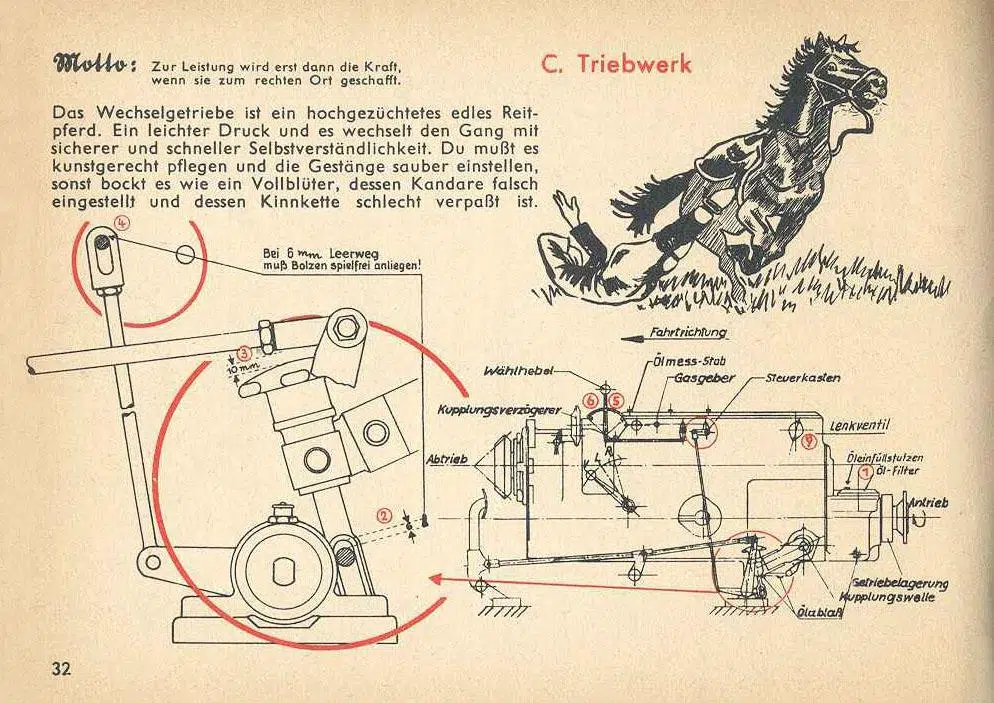 Motto: Zur Leistung wird erst dann die Kraft,
wenn sie zum rechten Ort geschafft.
C. Triebwerk
Das Wechselgetriebe ist ein hochgezüchtetes edles Reit-
pferd. Ein leichter Druck und es wechselt den Gang mit
sicherer und schneller Selbstverständlichkeit. Du mußt es
kunstgerecht pflegen und die Gestänge sauber einstellen,
sonst bockt es wie ein Vollblüter, dessen Kandare falsch
eingestellt und dessen Kinnkette schlecht verpaßt ist.
4
Bei 6 mm Leerweg
muß Bolzen spielfrei anliegen!
3
10 mm
2
6
Fahrtrichtung
Ölmess-Stab
Wählhebel
Gasgeber
Steuerkasten
6 5
Kupplungsverzögerer
Lenkventil
9
Abtrieb
L R
Öleinfüllstutzen
1 Öl-Filter
Antrieb
Getriebelagerung
Kupplungswelle
Ölablaß
32